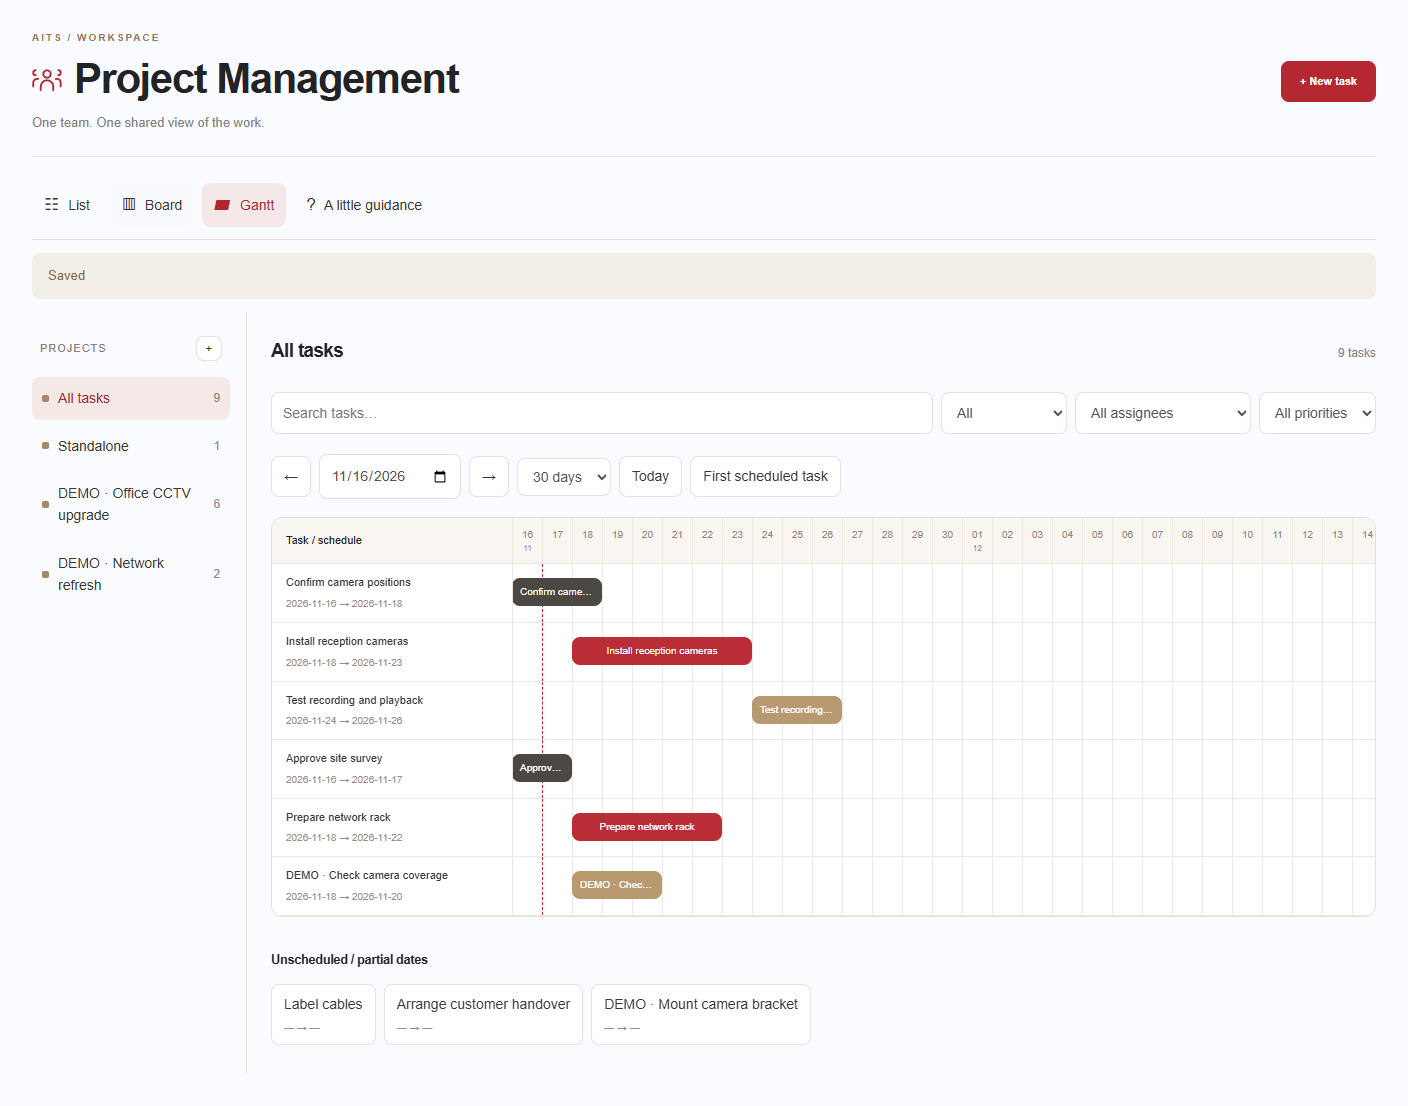 AITS / WORKSPACE
Project Management
+ New task
One team. One shared view of the work.
List
Board
Gantt
? A little guidance
Saved
PROJECTS
+
All tasks
9
Standalone
1
DEMO · Office CCTV
upgrade
6
DEMO · Network
refresh
2
All tasks
9 tasks
Search tasks...
All
All assignees
All priorities
←
11/16/2026
→
30 days
Today
First scheduled task
Task / schedule
16 17 18 19 20 21 22 23 24 25 26 27 28 29 30 01 02 03 04 05 06 07 08 09 10 11 12 13 14
11 12
Confirm camera positions
2026-11-16 → 2026-11-18
Confirm came...
Install reception cameras
2026-11-18 → 2026-11-23
Install reception cameras
Test recording and playback
2026-11-24 → 2026-11-26
Test recording...
Approve site survey
2026-11-16 → 2026-11-17
Approv...
Prepare network rack
2026-11-18 → 2026-11-22
Prepare network rack
DEMO · Check camera coverage
2026-11-18 → 2026-11-20
DEMO · Chec...
Unscheduled / partial dates
Label cables
— → —
Arrange customer handover
— → —
DEMO · Mount camera bracket
— → —